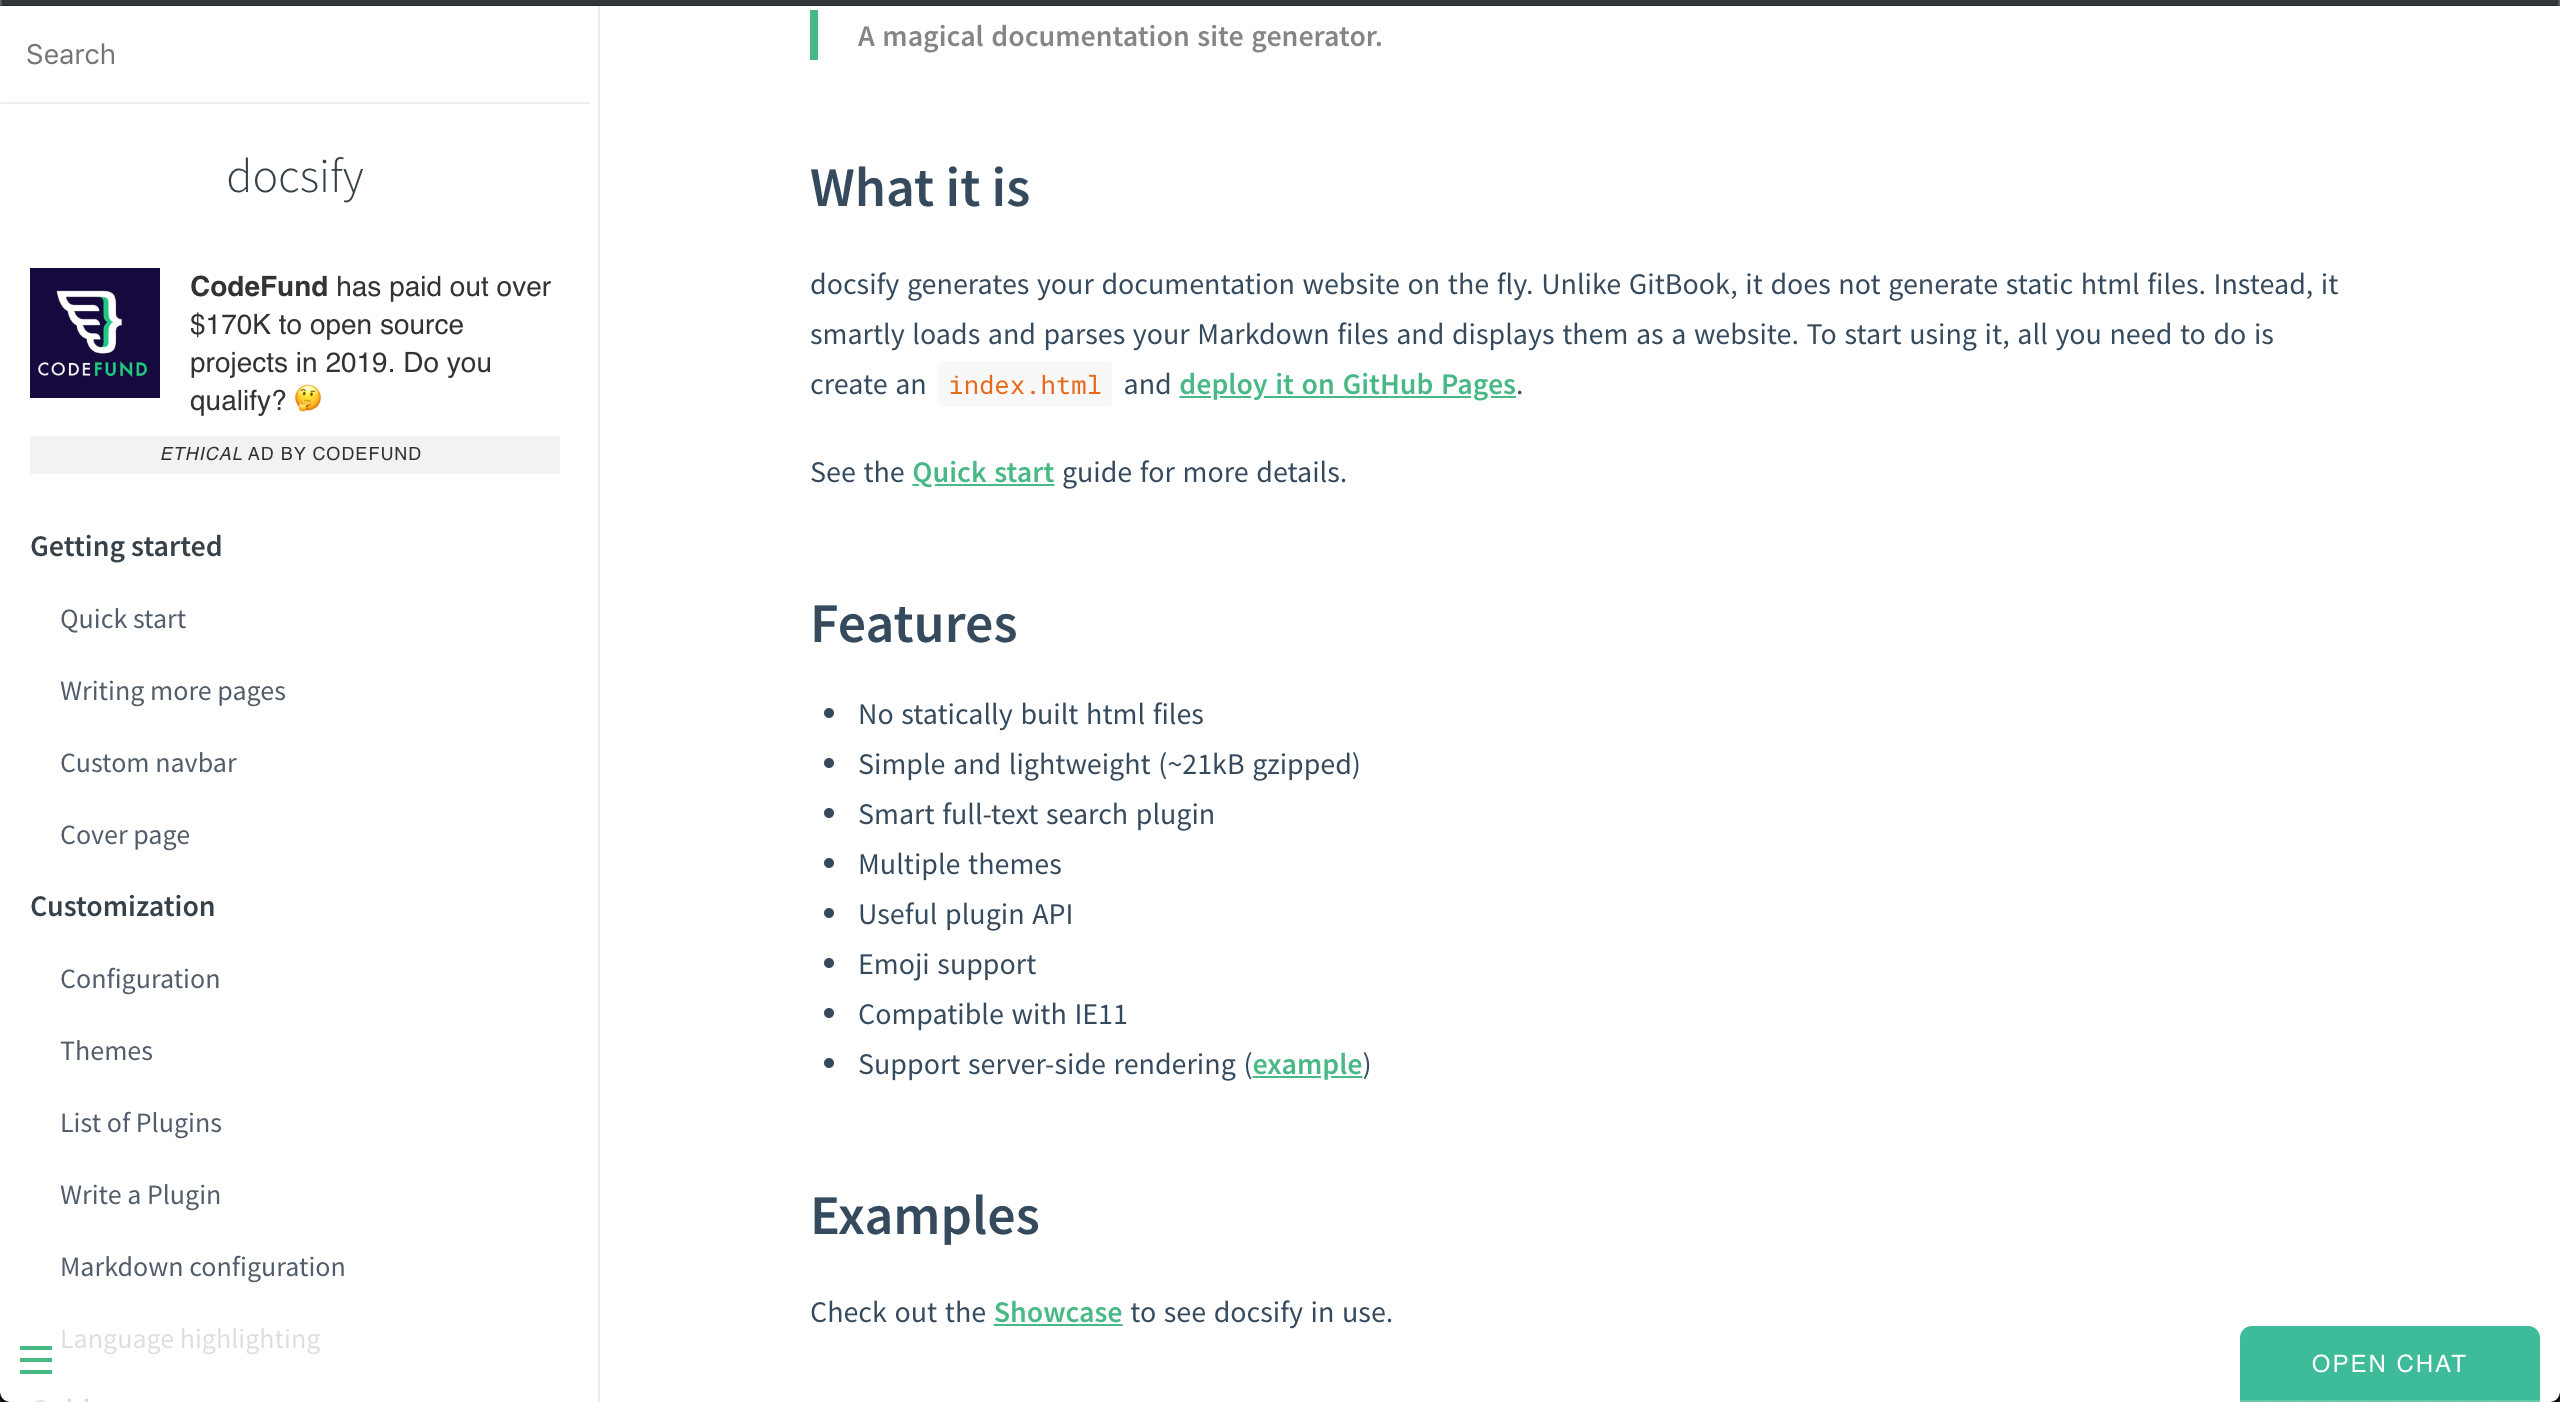 Search
docsify
CODEFUND
CodeFund has paid out over
$170K to open source
projects in 2019. Do you
qualify? 🤔
ETHICAL AD BY CODEFUND
Getting started
Quick start
Writing more pages
Custom navbar
Cover page
Customization
Configuration
Themes
List of Plugins
Write a Plugin
Markdown configuration
Language highlighting
A magical documentation site generator.
What it is
docsify generates your documentation website on the fly. Unlike GitBook, it does not generate static html files. Instead, it
smartly loads and parses your Markdown files and displays them as a website. To start using it, all you need to do is
create an index.html and deploy it on GitHub Pages.
See the Quick start guide for more details.
Features
• No statically built html files
• Simple and lightweight (~21kB gzipped)
• Smart full-text search plugin
• Multiple themes
• Useful plugin API
• Emoji support
• Compatible with IE11
• Support server-side rendering (example)
Examples
Check out the Showcase to see docsify in use.
OPEN CHAT